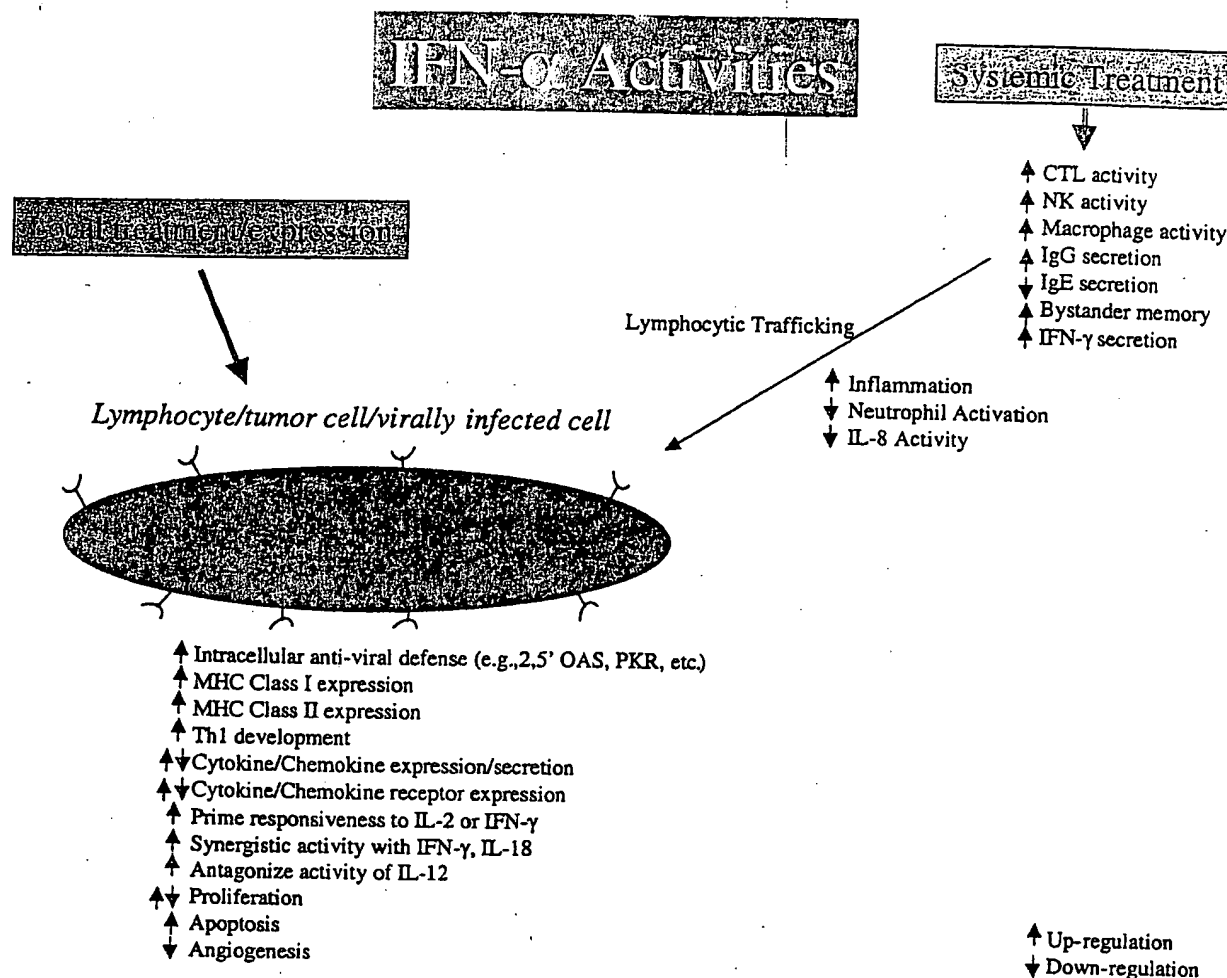 IFN-α Activities
Systemic Treatment
↑ CTL activity
↑ NK activity
↑ Macrophage activity
↑ IgG secretion
↓ IgE secretion
↑ Bystander memory
↑ IFN-γ secretion
Local treatment/expression
Lymphocytic Trafficking
↑ Inflammation
↓ Neutrophil Activation
↓ IL-8 Activity
Lymphocyte/tumor cell/virally infected cell
↑ Intracellular anti-viral defense (e.g.,2,5' OAS, PKR, etc.)
↑ MHC Class I expression
↑ MHC Class II expression
↑ Th1 development
↑↓ Cytokine/Chemokine expression/secretion
↑↓ Cytokine/Chemokine receptor expression
↑ Prime responsiveness to IL-2 or IFN-γ
↑ Synergistic activity with IFN-γ, IL-18
↑ Antagonize activity of IL-12
↑↓ Proliferation
↑ Apoptosis
↓ Angiogenesis
↑ Up-regulation
↓ Down-regulation